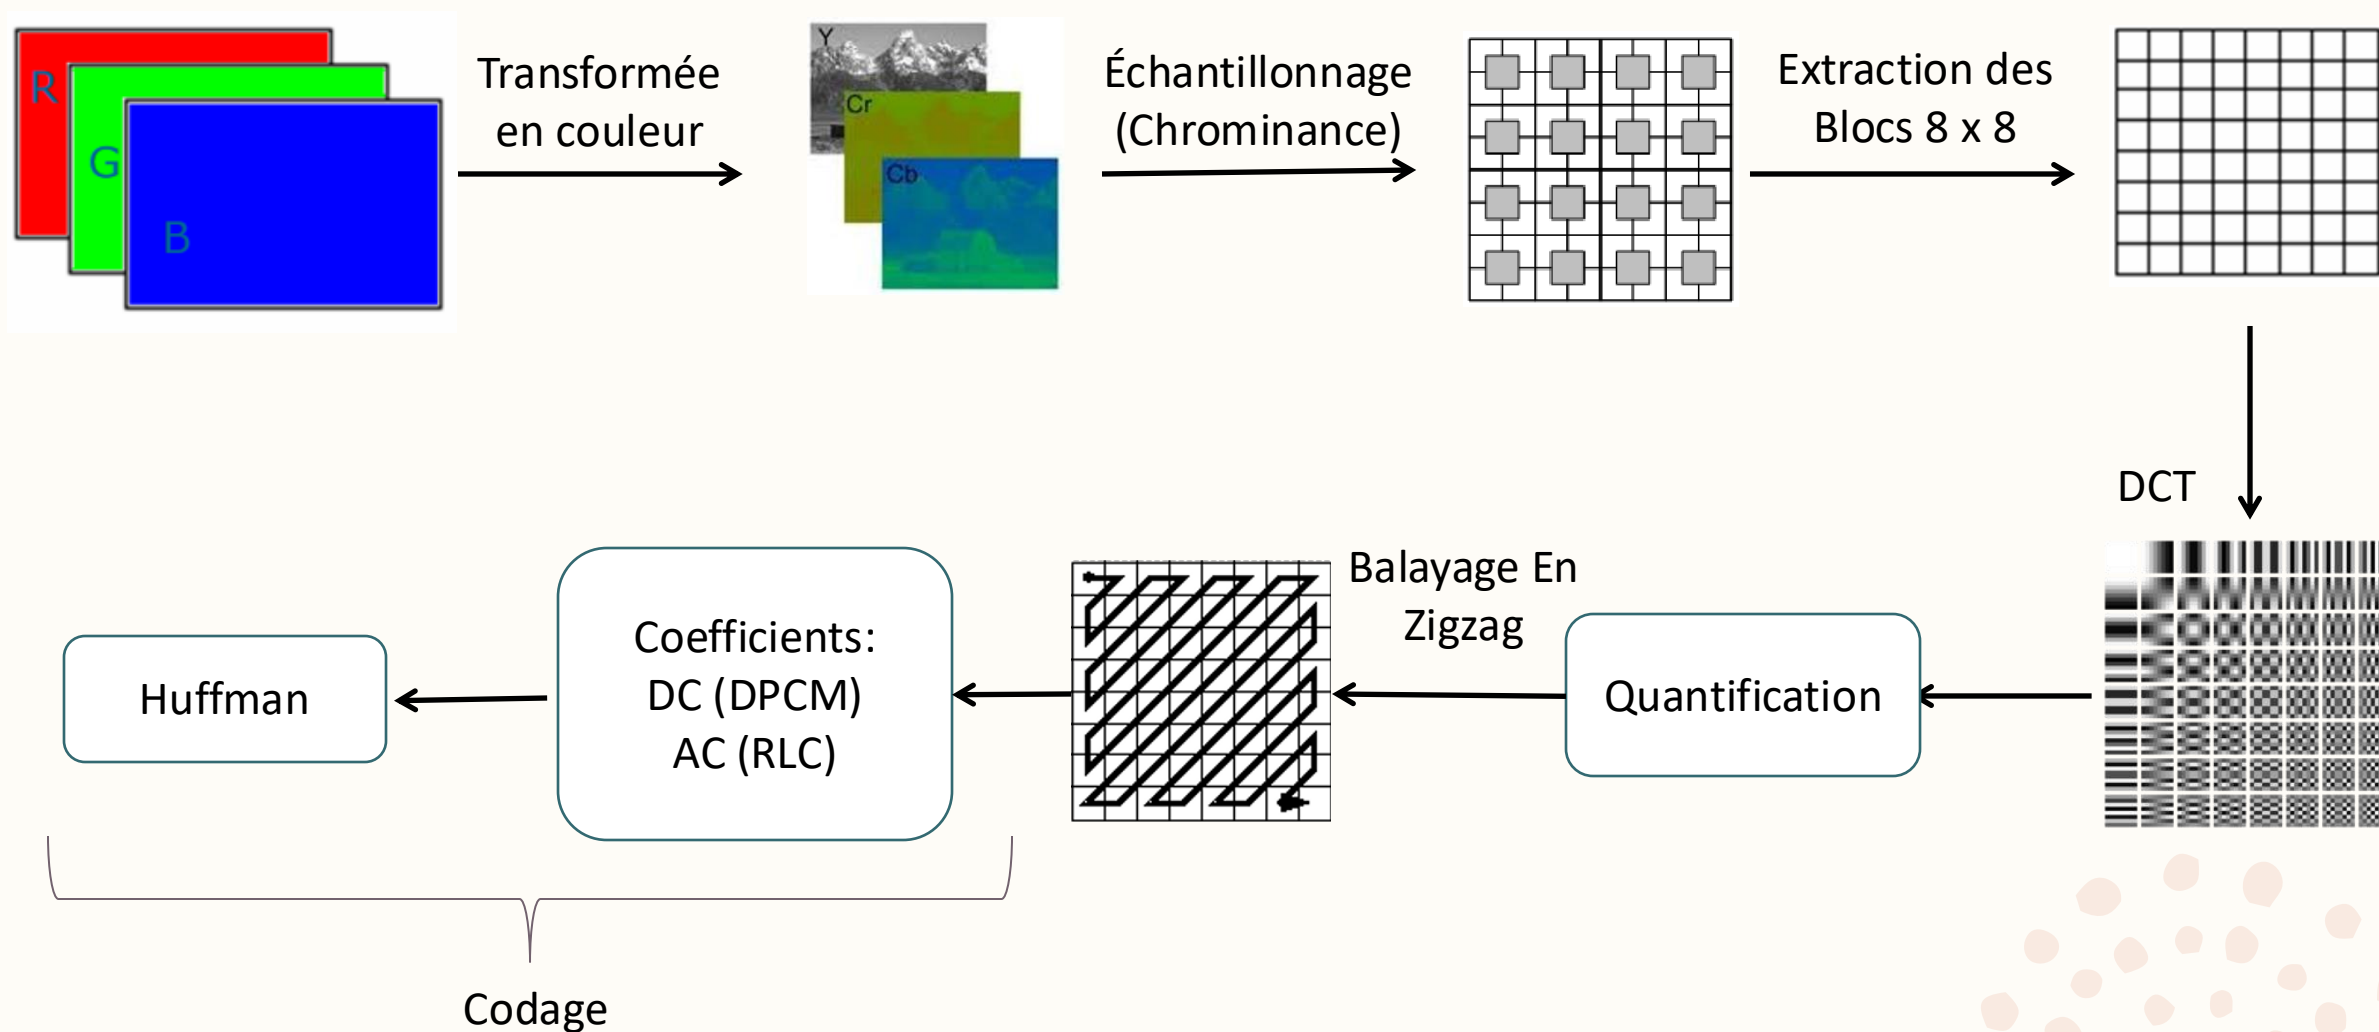 R
G
B
Transformée
en couleur
Y
Cr
Cb
Échantillonnage
(Chrominance)
Extraction des
Blocs 8 x 8
DCT
Quantification
Balayage En
Zigzag
Coefficients:
DC (DPCM)
AC (RLC)
Huffman
Codage